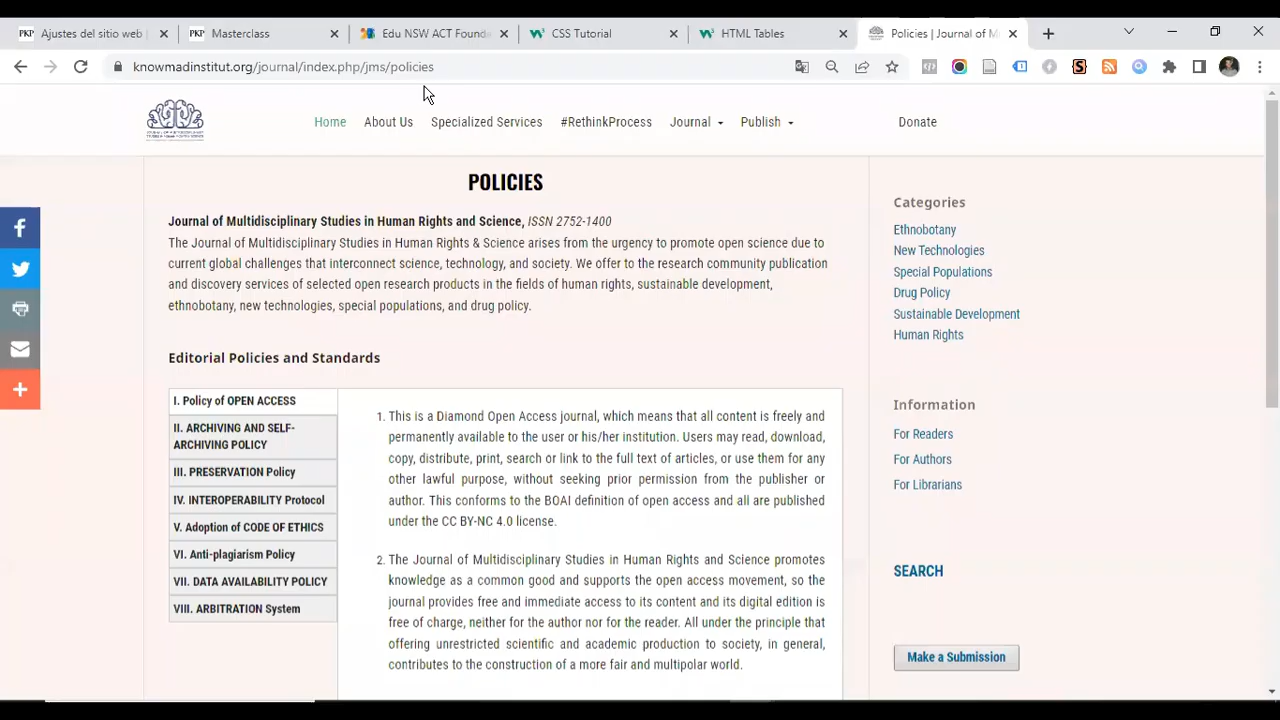 Ajustes del sitio web
Masterclass
Edu NSW ACT Founda
CSS Tutorial
HTML Tables
Policies | Journal of M
knowmadinstitut.org/journal/index.php/jms/policies
Home
About Us
Specialized Services
#RethinkProcess
Journal
Publish
Donate
POLICIES
Journal of Multidisciplinary Studies in Human Rights and Science, ISSN 2752-1400
The Journal of Multidisciplinary Studies in Human Rights & Science arises from the urgency to promote open science due to
current global challenges that interconnect science, technology, and society. We offer to the research community publication
and discovery services of selected open research products in the fields of human rights, sustainable development,
ethnobotany, new technologies, special populations, and drug policy.
Editorial Policies and Standards
I. Policy of OPEN ACCESS
II. ARCHIVING AND SELF-
ARCHIVING POLICY
III. PRESERVATION Policy
IV. INTEROPERABILITY Protocol
V. Adoption of CODE OF ETHICS
VI. Anti-plagiarism Policy
VII. DATA AVAILABILITY POLICY
VIII. ARBITRATION System
1. This is a Diamond Open Access journal, which means that all content is freely and
permanently available to the user or his/her institution. Users may read, download,
copy, distribute, print, search or link to the full text of articles, or use them for any
other lawful purpose, without seeking prior permission from the publisher or
author. This conforms to the BOAI definition of open access and all are published
under the CC BY-NC 4.0 license.
2. The Journal of Multidisciplinary Studies in Human Rights and Science promotes
knowledge as a common good and supports the open access movement, so the
journal provides free and immediate access to its content and its digital edition is
free of charge, neither for the author nor for the reader. All under the principle that
offering unrestricted scientific and academic production to society, in general,
contributes to the construction of a more fair and multipolar world.
Categories
Ethnobotany
New Technologies
Special Populations
Drug Policy
Sustainable Development
Human Rights
Information
For Readers
For Authors
For Librarians
SEARCH
Make a Submission